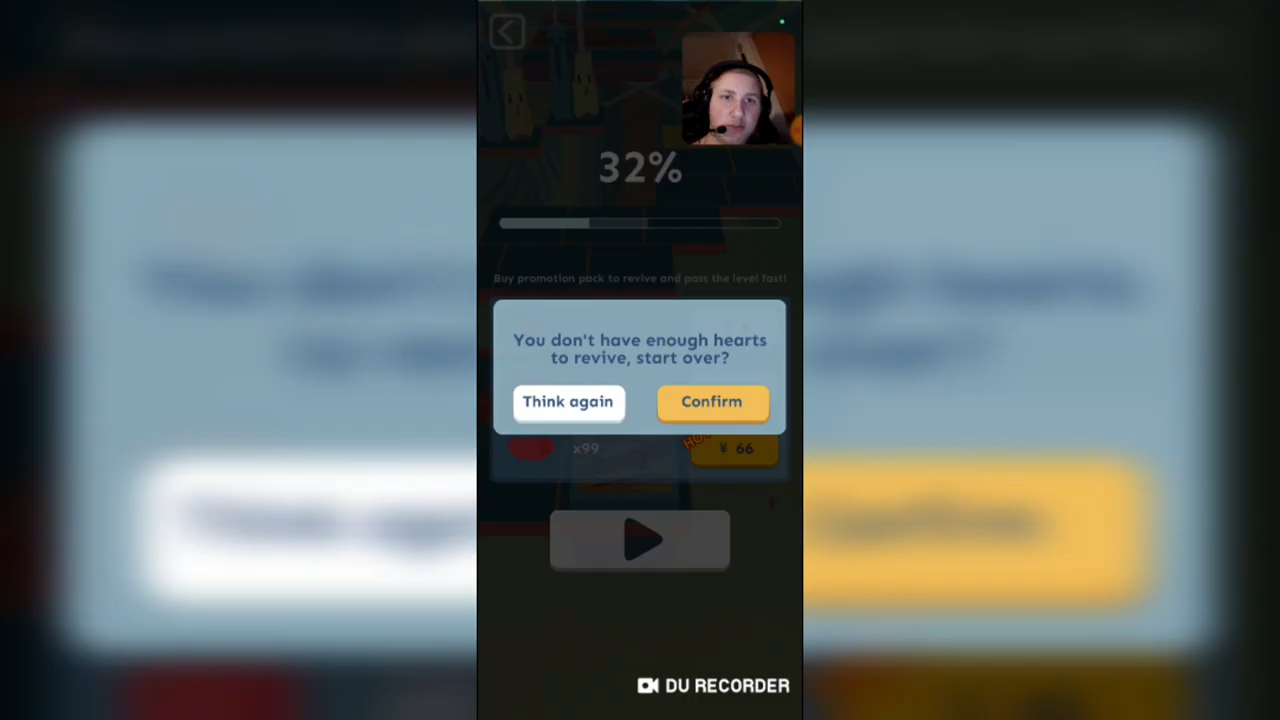 32%
Buy promotion pack to revive and pass the level fast!
You don't have enough hearts
to revive, start over?
Think again
Confirm
HOT
x99
¥ 66
DU RECORDER